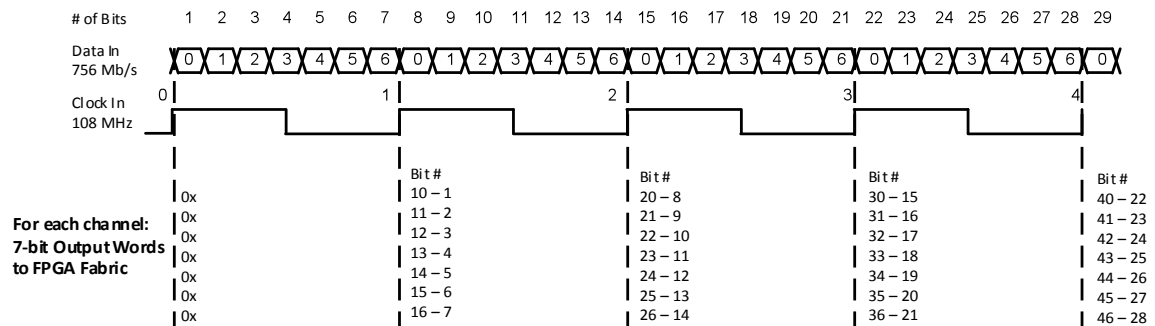 # of Bits 1 2 3 4 5 6 7 8 9 10 11 12 13 14 15 16 17 18 19 20 21 22 23 24 25 26 27 28 29
Data In
756 Mb/s
0 1 2 3 4 5 6 0 1 2 3 4 5 6 0 1 2 3 4 5 6 0 1 2 3 4 5 6 0
0 1 2 3 4
Clock In
108 MHz
For each channel:
7-bit Output Words
to FPGA Fabric
0x
0x
0x
0x
0x
0x
0x
Bit #
10 – 1
11 – 2
12 – 3
13 – 4
14 – 5
15 – 6
16 – 7
Bit #
20 – 8
21 – 9
22 – 10
23 – 11
24 – 12
25 – 13
26 – 14
Bit #
30 – 15
31 – 16
32 – 17
33 – 18
34 – 19
35 – 20
36 – 21
Bit #
40 – 22
41 – 23
42 – 24
43 – 25
44 – 26
45 – 27
46 – 28